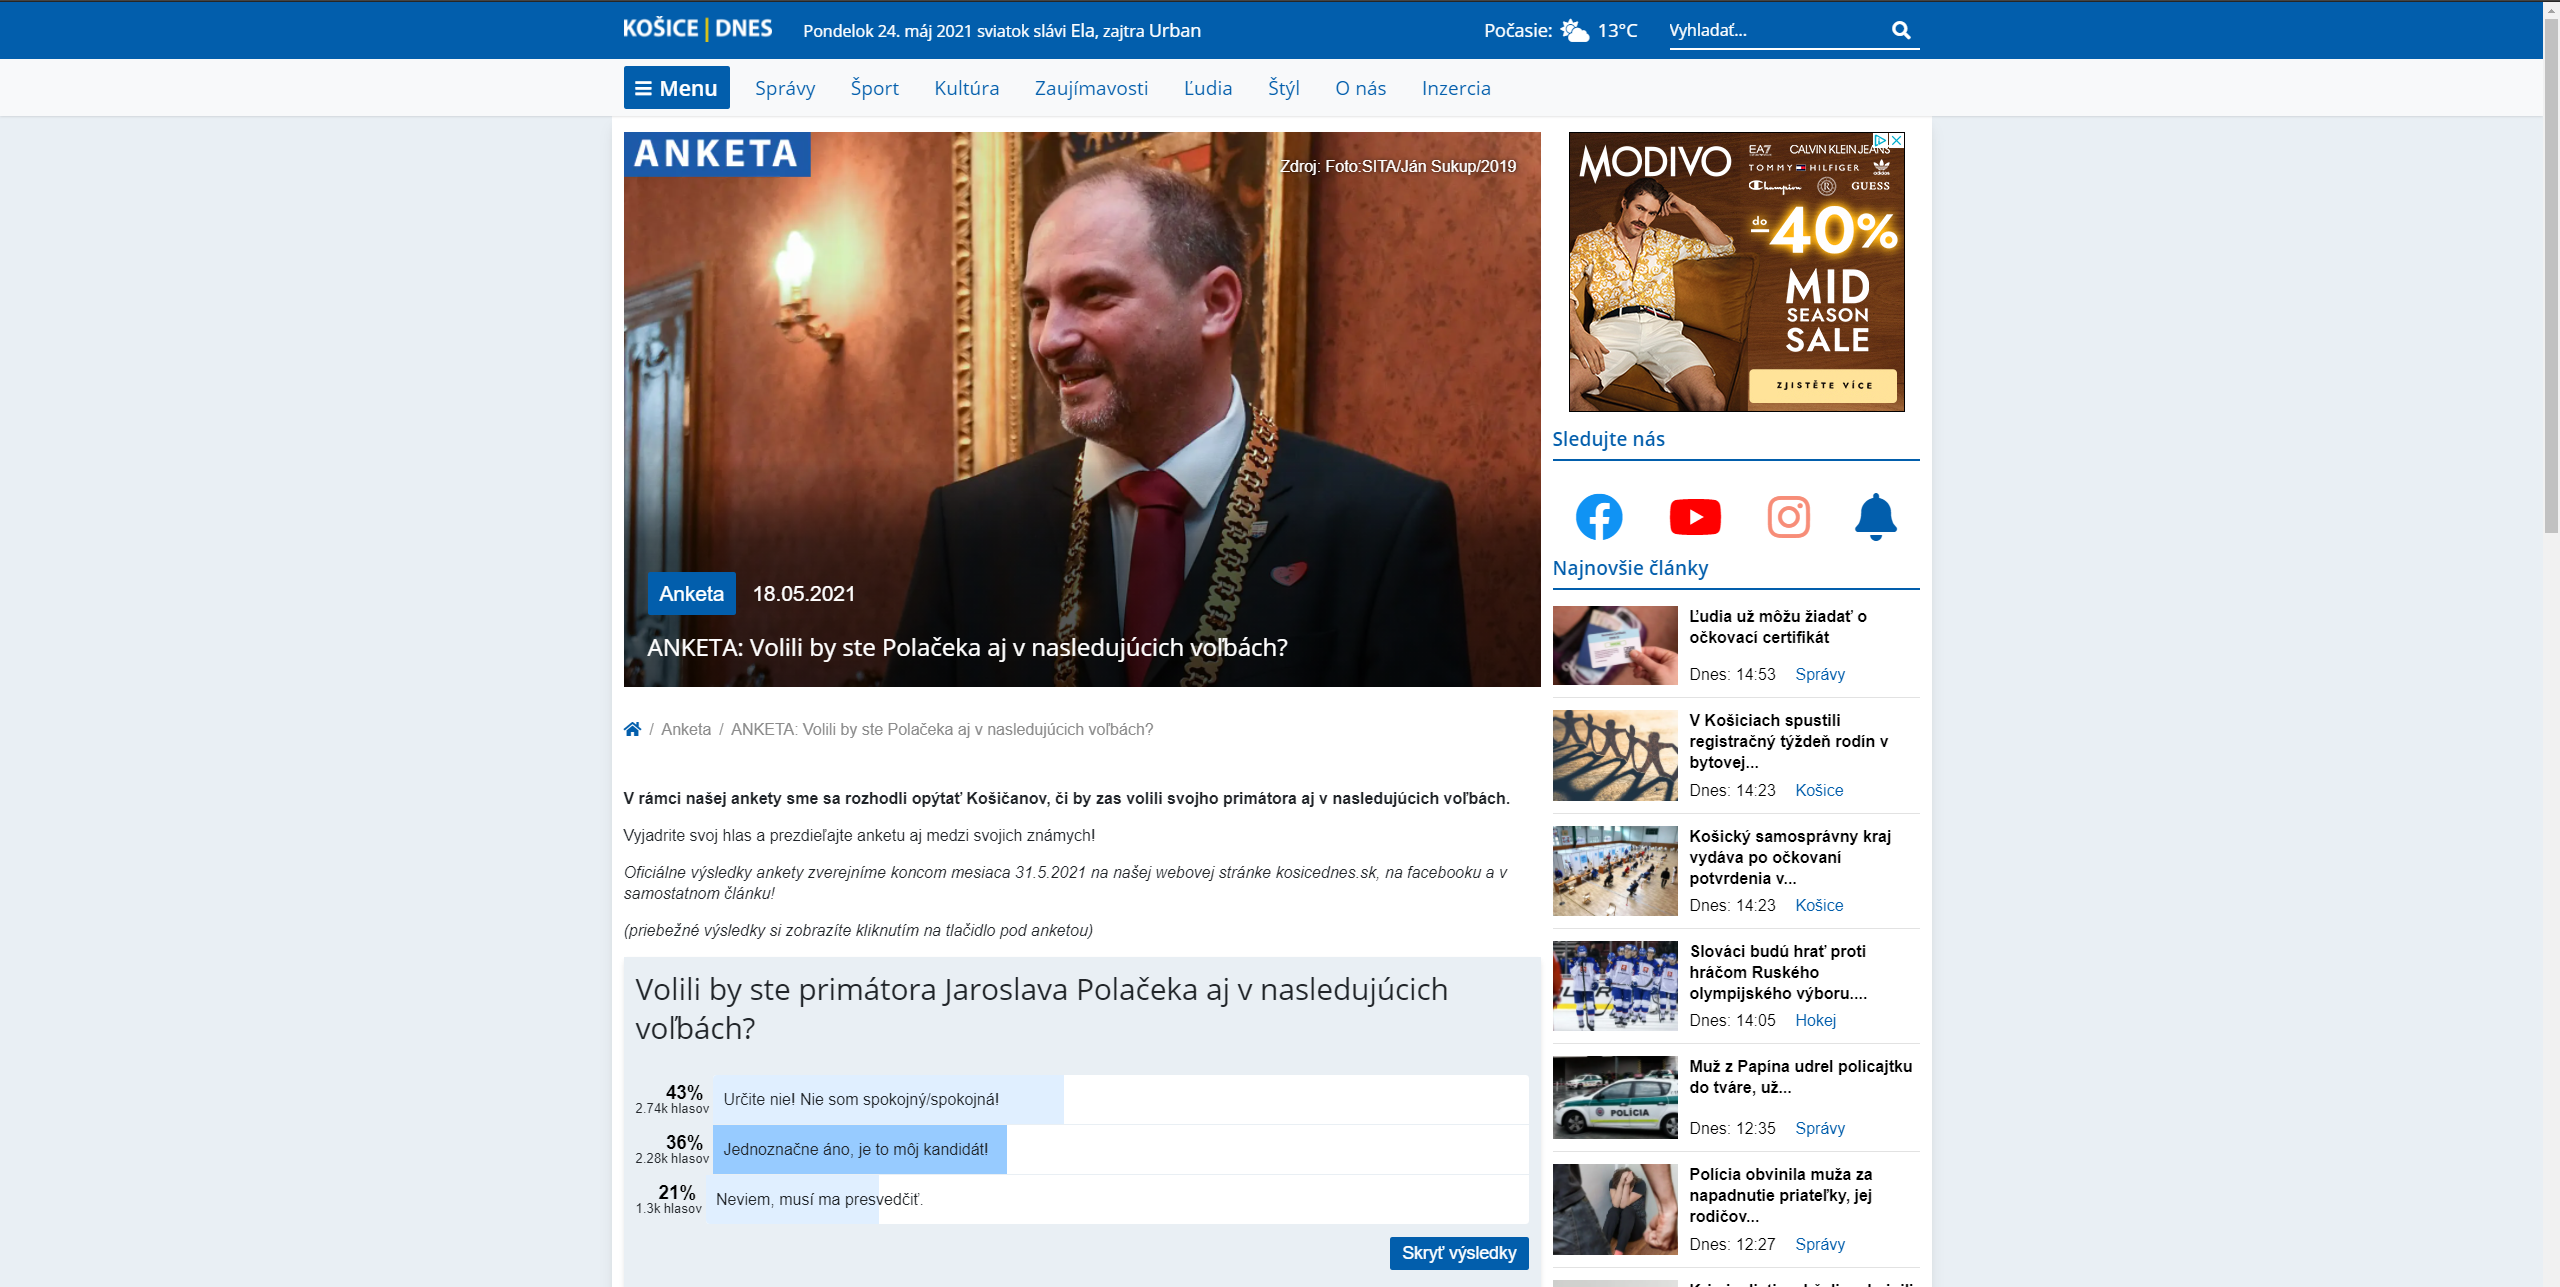 KOŠICE | DNES
Pondelok 24. máj 2021 sviatok slávi Ela, zajtra Urban
Počasie: 13°C
Vyhladať...
Menu
Správy
Šport
Kultúra
Zaujímavosti
Ľudia
Štýl
O nás
Inzercia
ANKETA
Zdroj: Foto:SITA/Ján Sukup/2019
Anketa
18.05.2021
ANKETA: Volili by ste Polačeka aj v nasledujúcich voľbách?
/ Anketa / ANKETA: Volili by ste Polačeka aj v nasledujúcich voľbách?
V rámci našej ankety sme sa rozhodli opýtať Košičanov, či by zas volili svojho primátora aj v nasledujúcich voľbách.
Vyjadrite svoj hlas a prezdieľajte anketu aj medzi svojich známych!
Oficiálne výsledky ankety zverejníme koncom mesiaca 31.5.2021 na našej webovej stránke kosicednes.sk, na facebooku a v
samostatnom článku!
(priebežné výsledky si zobrazíte kliknutím na tlačidlo pod anketou)
Volili by ste primátora Jaroslava Polačeka aj v nasledujúcich
voľbách?
43%
2.74k hlasov
Určite nie! Nie som spokojný/spokojná!
36%
2.28k hlasov
Jednoznačne áno, je to môj kandidát!
21%
1.3k hlasov
Neviem, musí ma presvedčiť.
Skryť výsledky
MODIVO
EA7
CALVIN KLEIN JEANS
TOMMY HILFIGER
adidas
Champion
R
GUESS
do
-40%
MID
SEASON
SALE
ZJISTĚTE VÍCE
Sledujte nás
Najnovšie články
Ľudia už môžu žiadať o
očkovací certifikát
Dnes: 14:53 Správy
V Košiciach spustili
registračný týždeň rodín v
bytovej...
Dnes: 14:23 Košice
Košický samosprávny kraj
vydáva po očkovaní
potvrdenia v...
Dnes: 14:23 Košice
Slováci budú hrať proti
hráčom Ruského
olympijského výboru....
Dnes: 14:05 Hokej
POLÍCIA
Muž z Papína udrel policajtku
do tváre, už...
Dnes: 12:35 Správy
Polícia obvinila muža za
napadnutie priateľky, jej
rodičov...
Dnes: 12:27 Správy